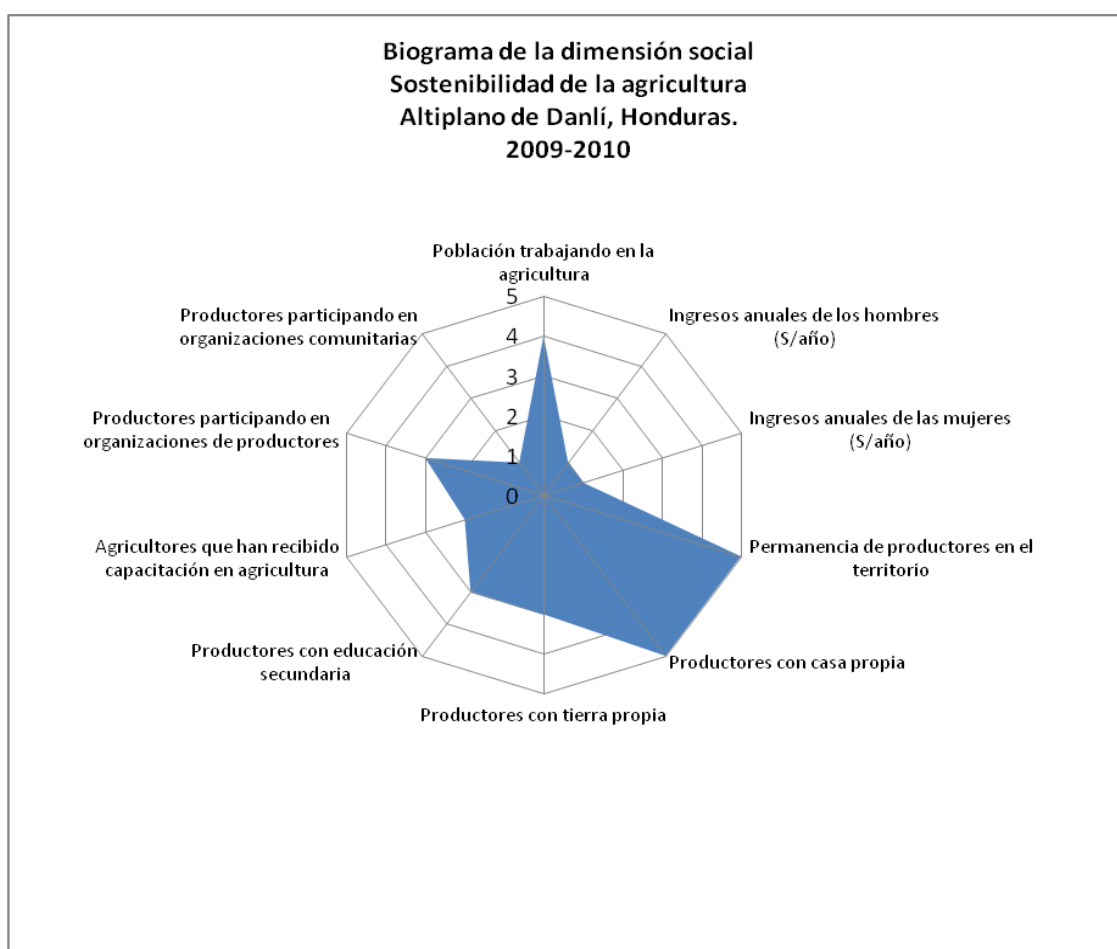 Biograma de la dimensión social
Sostenibilidad de la agricultura
Altiplano de Danlí, Honduras.
2009-2010
Población trabajando en la
agricultura
Ingresos anuales de los hombres
(S/año)
Ingresos anuales de las mujeres
(S/año)
Permanencia de productores en el
territorio
Productores con casa propia
Productores con tierra propia
Productores con educación
secundaria
Agricultores que han recibido
capacitación en agricultura
Productores participando en
organizaciones de productores
Productores participando en
organizaciones comunitarias
5
4
3
2
1
0